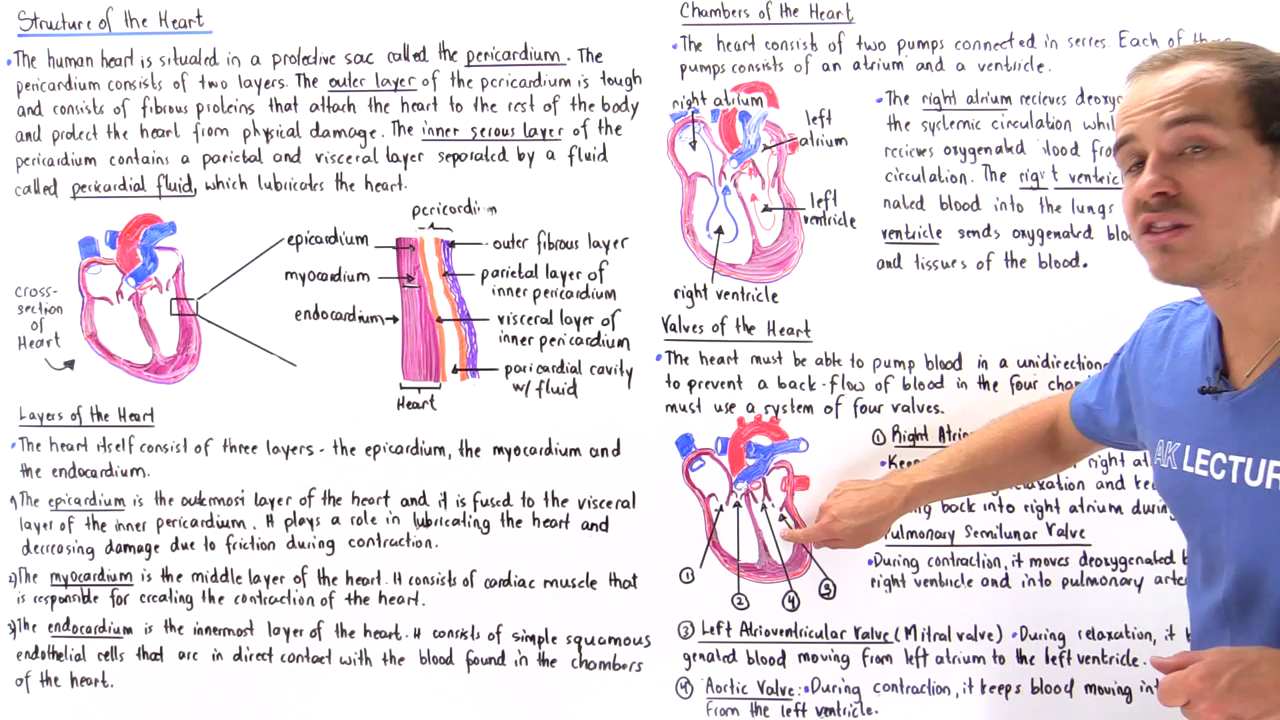 Structure of the Heart
• The human heart is situated in a protective sac called the pericardium. The
pericardium consists of two layers. The outer layer of the pericardium is tough
and consists of fibrous proteins that attach the heart to the rest of the body
and protect the heart from physical damage. The inner serous layer of the
pericardium contains a parietal and visceral layer separated by a fluid
called pericardial fluid, which lubricates the heart.
pericardium
epicardium
myocardium
endocardium
outer fibrous layer
parietal layer of
inner pericardium
visceral layer of
inner pericardium
pericardial cavity
w/ fluid
Heart
cross-
section
of
Heart
Layers of the Heart
• The heart itself consist of three layers - the epicardium, the myocardium and
the endocardium.
1) The epicardium is the outermost layer of the heart and it is fused to the visceral
layer of the inner pericardium. It plays a role in lubricating the heart and
decreasing damage due to friction during contraction.
2) The myocardium is the middle layer of the heart. It consists of cardiac muscle that
is responsible for creating the contraction of the heart.
3) The endocardium is the innermost layer of the heart. It consists of simple squamous
endothelial cells that are in direct contact with the blood found in the chambers
of the heart.
Chambers of the Heart
• The heart consists of two pumps connected in series. Each of
pumps consists of an atrium and a ventricle.
right atrium
left
atrium
left
ventricle
right ventricle
• The right atrium recieves
the systemic circulation
recieves oxygenated blood
circulation. The right
naked blood into the lungs
ventricle sends oxygenated
and tissues of the blood.
Valves of the Heart
• The heart must be able to pump blood in a
to prevent a back-flow of blood in the four
must use a system of four valves.
① Right
right
back into right atrium
Pulmonary Semilunar Valve
• During contraction, it moves deoxygenated
right ventricle and into pulmonary
1
2
4
3
③ Left Atrioventricular Valve (Mitral valve) • During relaxation, it
genated blood moving from left atrium to the left ventricle.
④ Aortic Valve: • During contraction, it keeps blood moving
from the left ventricle.
AK LECTUR